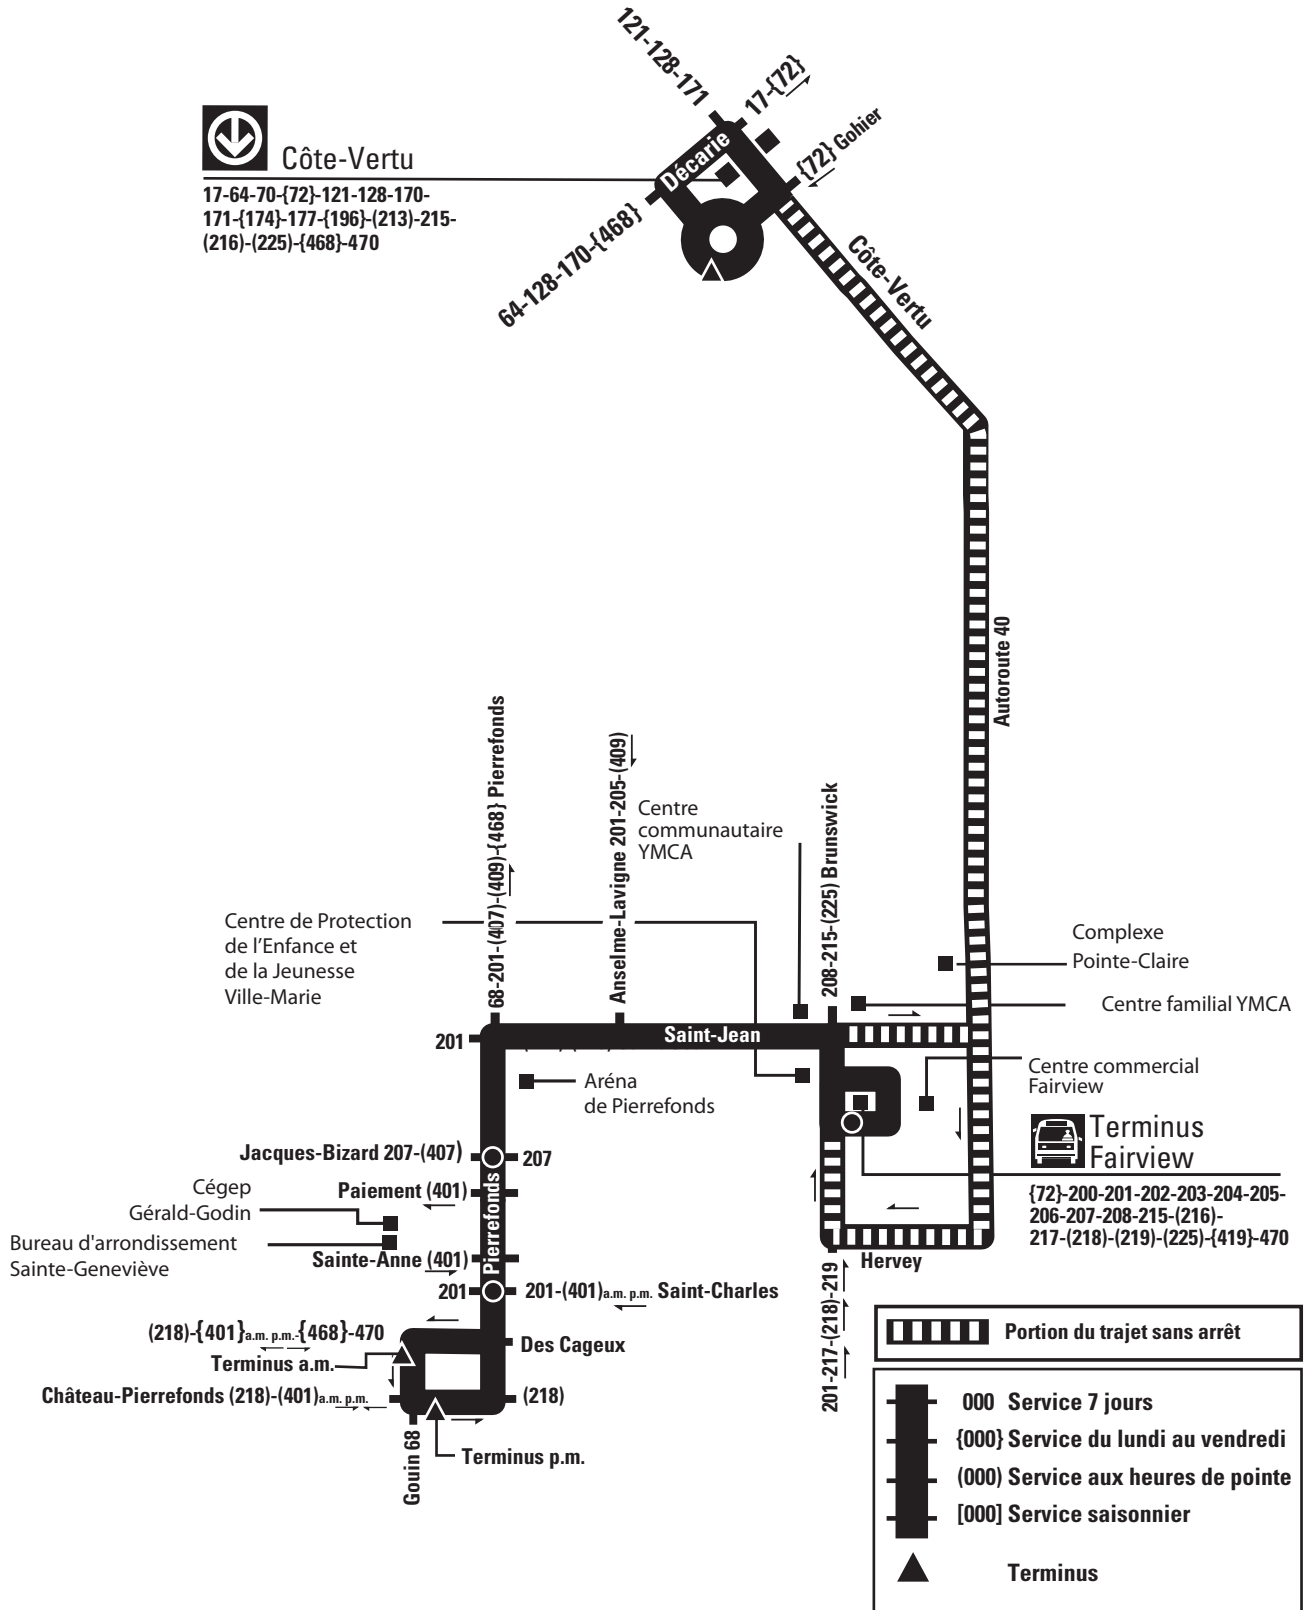 121-128-171
17-{72}
Décarie
{72} Gohier
Côte-Vertu
17-64-70-{72}-121-128-170-
171-{174}-177-{196}-(213)-215-
(216)-(225)-{468}-470
64-128-170-{468}
Côte-Vertu
Autoroute 40
68-201-(407)-(409)-{468} Pierrefonds
Anselme-Lavigne 201-205-(409)
Centre
communautaire
YMCA
208-215-(225) Brunswick
Centre de Protection
de l'Enfance et
de la Jeunesse
Ville-Marie
Complexe
Pointe-Claire
Centre familial YMCA
201
Saint-Jean
Aréna
de Pierrefonds
Centre commercial
Fairview
Terminus
Fairview
{72}-200-201-202-203-204-205-
206-207-208-215-(216)-
217-(218)-(219)-(225)-{419}-470
Jacques-Bizard 207-(407)
207
Cégep
Gérald-Godin
Paiement (401)
Pierrefonds
Bureau d'arrondissement
Sainte-Geneviève
Sainte-Anne (401)
Hervey
201
201-(401)a.m. p.m. Saint-Charles
201-217-(218)-219
(218)-{401}a.m. p.m.-{468}-470
Des Cageux
Terminus a.m.
Château-Pierrefonds (218)-(401)a.m. p.m.
(218)
Gouin 68
Terminus p.m.
Portion du trajet sans arrêt
000 Service 7 jours
{000} Service du lundi au vendredi
(000) Service aux heures de pointe
[000] Service saisonnier
Terminus